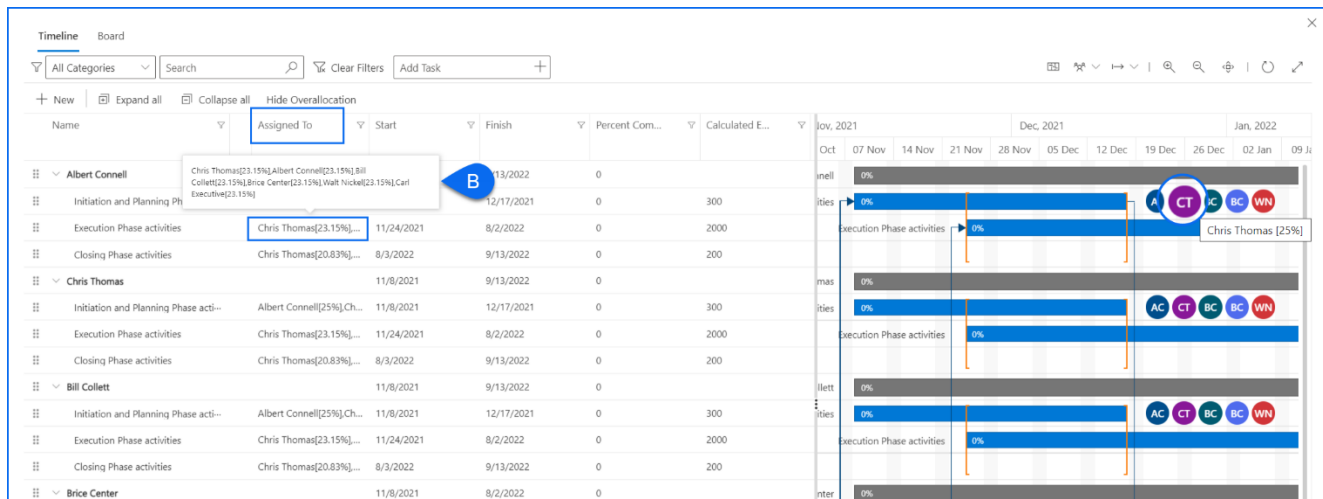 Timeline Board
All Categories Search Clear Filters Add Task
New Expand all Collapse all Hide Overallocation
Name Assigned To Start Finish Percent Com... Calculated E... Nov, 2021 Dec, 2021 Jan, 2022
Oct 07 Nov 14 Nov 21 Nov 28 Nov 05 Dec 12 Dec 19 Dec 26 Dec 02 Jan 09 Ja
Chris Thomas[23.15%],Albert Connell[23.15%],Bill
Collett[23.15%],Brice Center[23.15%],Walt Nickel[23.15%],Carl
Executive[23.15%]
B
Albert Connell /13/2022 0 nell 0%
Initiation and Planning Ph 12/17/2021 0 300 ities 0% A CT BC BC WN
Execution Phase activities Chris Thomas[23.15%],... 11/24/2021 8/2/2022 0 2000 Execution Phase activities 0% Chris Thomas [25%]
Closing Phase activities Chris Thomas[20.83%],... 8/3/2022 9/13/2022 0 200
Chris Thomas 11/8/2021 9/13/2022 0 mas 0%
Initiation and Planning Phase acti... Albert Connell[25%],Ch... 11/8/2021 12/17/2021 0 300 ities 0% AC CT BC BC WN
Execution Phase activities Chris Thomas[23.15%],... 11/24/2021 8/2/2022 0 2000 Execution Phase activities 0%
Closing Phase activities Chris Thomas[20.83%],... 8/3/2022 9/13/2022 0 200
Bill Collett 11/8/2021 9/13/2022 0 llett 0%
Initiation and Planning Phase acti... Albert Connell[25%],Ch... 11/8/2021 12/17/2021 0 300 ities 0% AC CT BC BC WN
Execution Phase activities Chris Thomas[23.15%],... 11/24/2021 8/2/2022 0 2000 Execution Phase activities 0%
Closing Phase activities Chris Thomas[20.83%],... 8/3/2022 9/13/2022 0 200
Brice Center 11/8/2021 8/2/2022 0 nter 0%